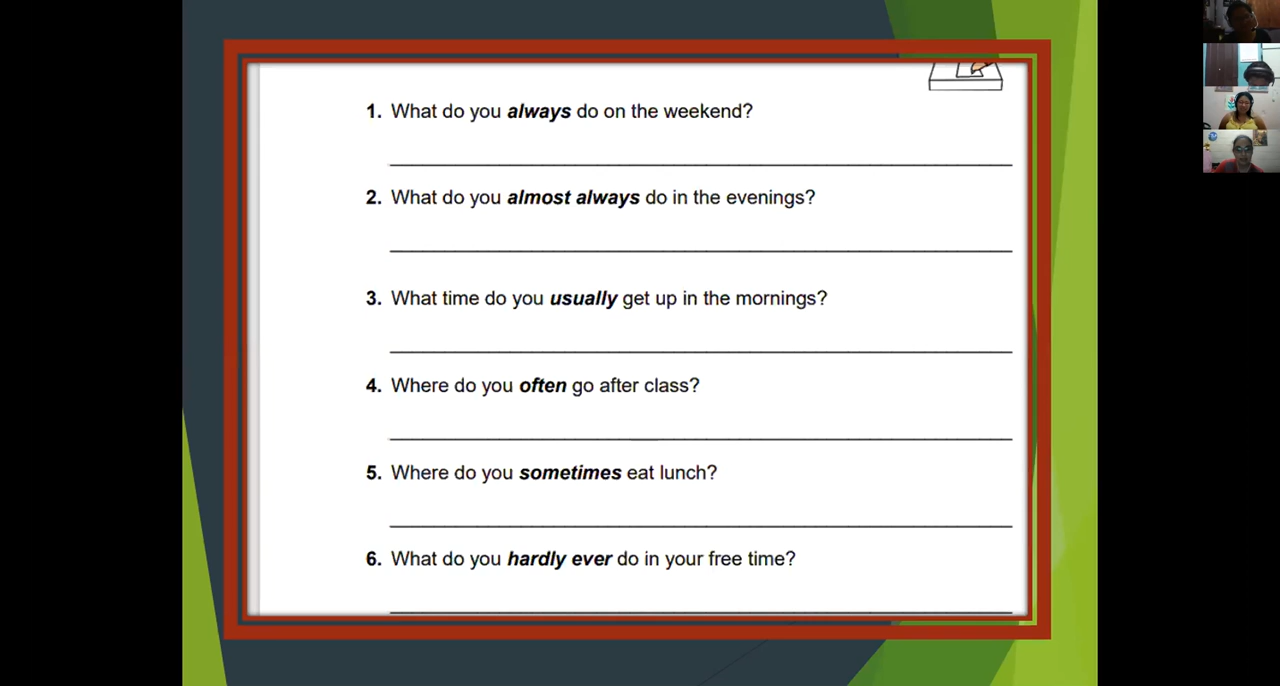 1. What do you always do on the weekend?
2. What do you almost always do in the evenings?
3. What time do you usually get up in the mornings?
4. Where do you often go after class?
5. Where do you sometimes eat lunch?
6. What do you hardly ever do in your free time?